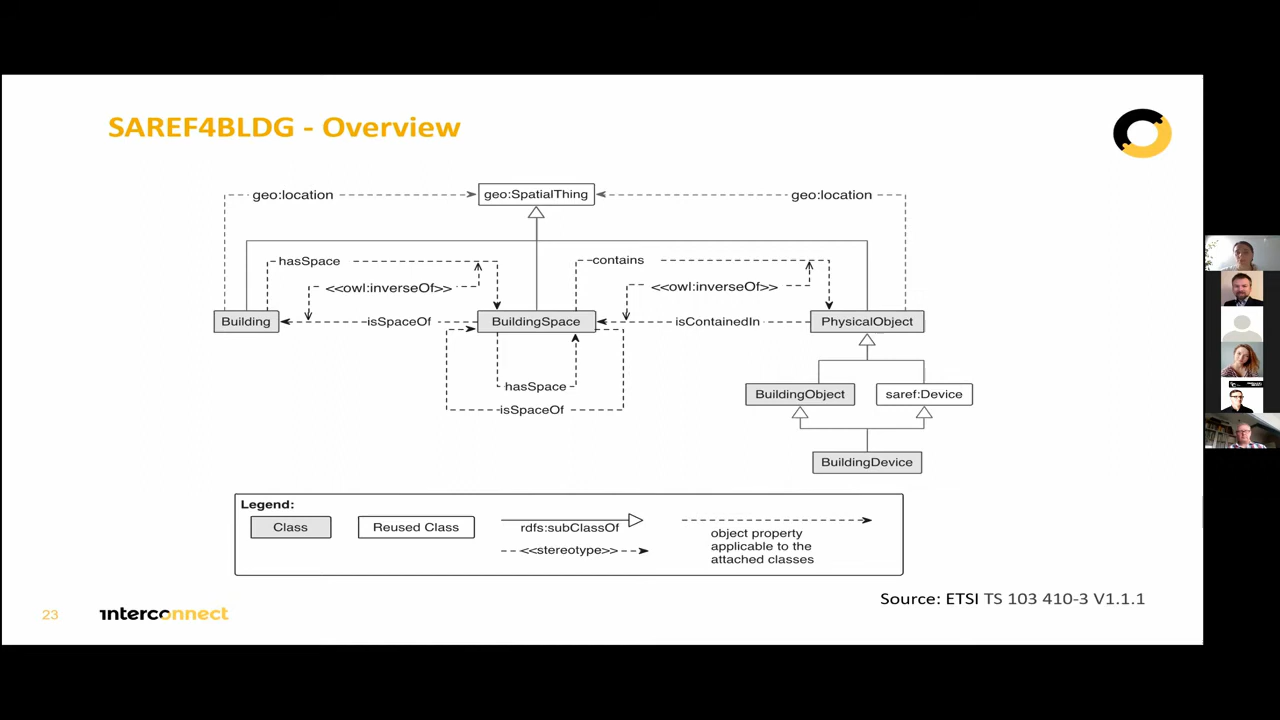 SAREF4BLDG - Overview
geo:location
geo:SpatialThing
geo:location
hasSpace
contains
<<owl:inverseOf>>
<<owl:inverseOf>>
Building
isSpaceOf
BuildingSpace
isContainedIn
PhysicalObject
hasSpace
isSpaceOf
BuildingObject
saref:Device
BuildingDevice
Legend:
Class
Reused Class
rdfs:subClassOf
<<stereotype>>
object property
applicable to the
attached classes
Source: ETSI TS 103 410-3 V1.1.1
23
interconnect